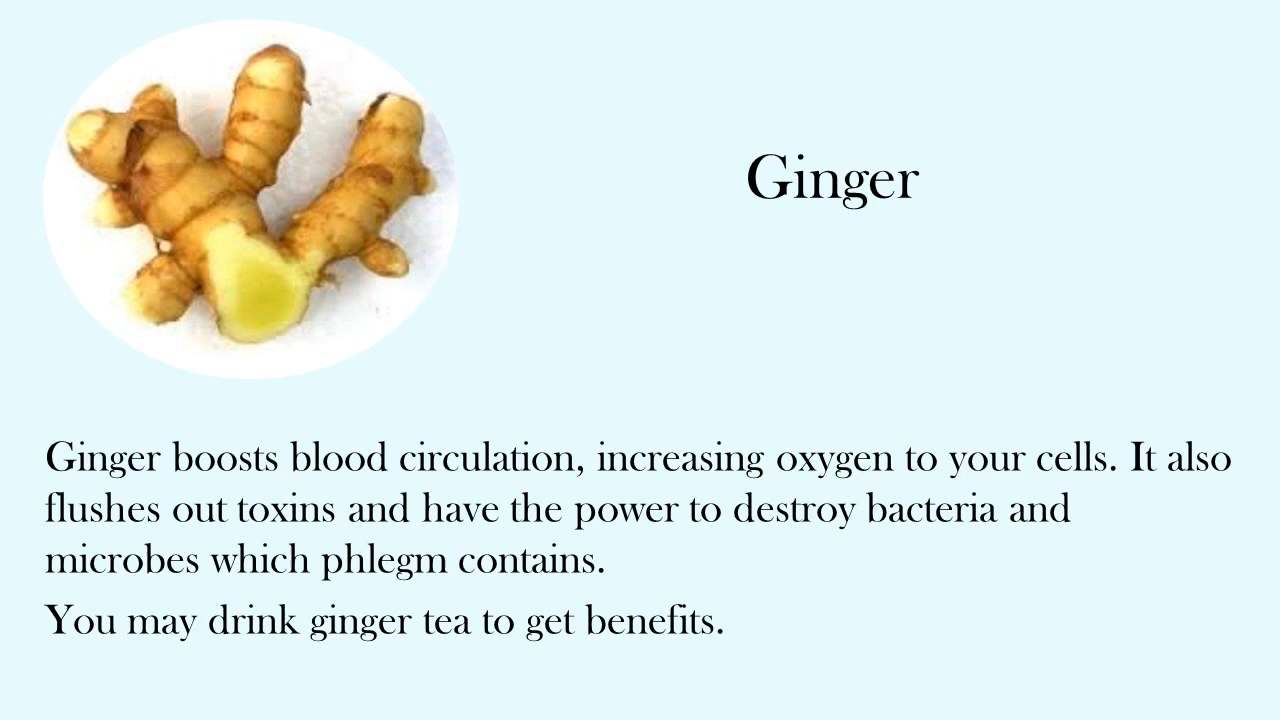 Ginger
Ginger boosts blood circulation, increasing oxygen to your cells. It also
flushes out toxins and have the power to destroy bacteria and
microbes which phlegm contains.
You may drink ginger tea to get benefits.